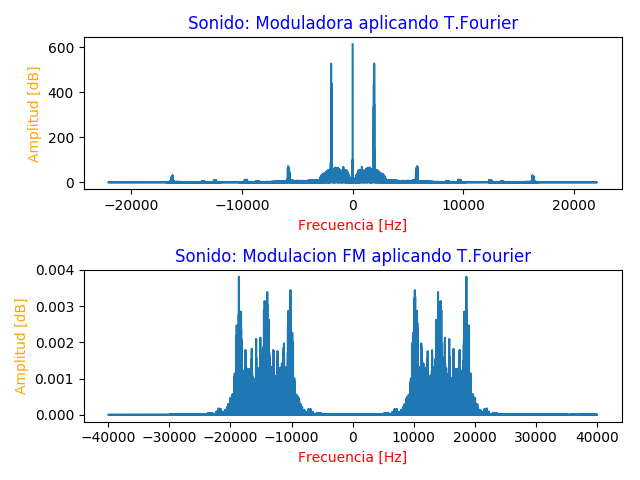 Sonido: Moduladora aplicando T.Fourier
Amplitud [dB]
600
400
200
0
−20000 −10000 0 10000 20000
Frecuencia [Hz]
Sonido: Modulacion FM aplicando T.Fourier
Amplitud [dB]
0.004
0.003
0.002
0.001
0.000
−40000 −30000 −20000 −10000 0 10000 20000 30000 40000
Frecuencia [Hz]